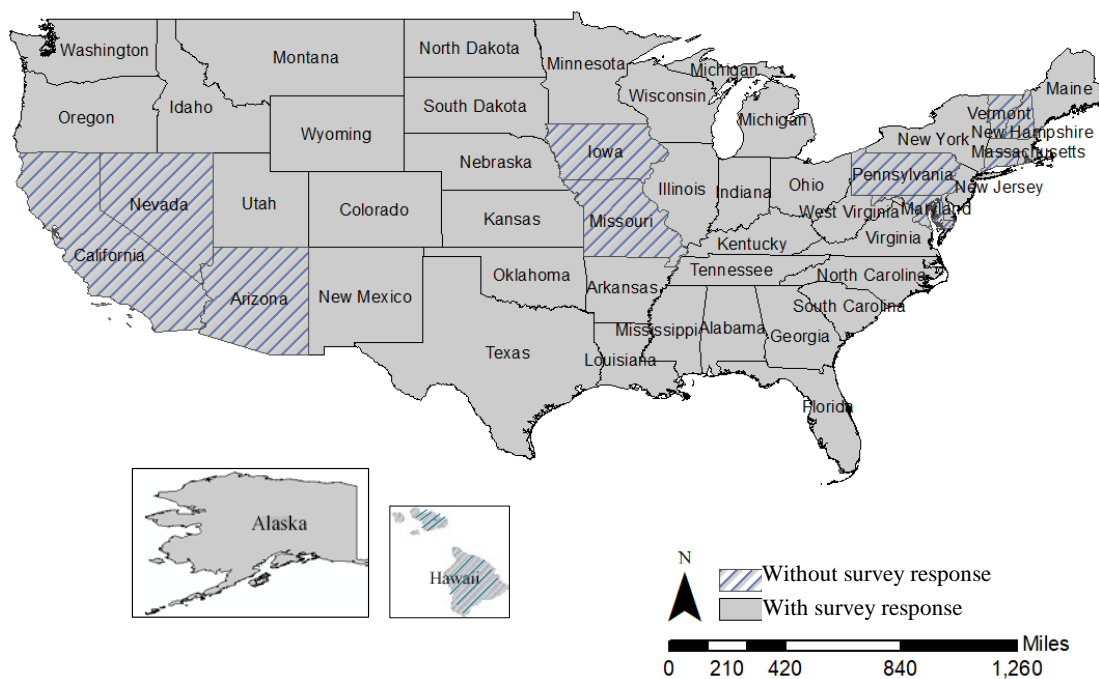 Washington
Montana
North Dakota
Minnesota
Michigan
Maine
Oregon
Idaho
South Dakota
Wisconsin
Michigan
Vermont
New Hampshire
Wyoming
New York
Massachusetts
Iowa
Nebraska
Pennsylvania
New Jersey
Nevada
Utah
Colorado
Kansas
Missouri
Illinois
Indiana
Ohio
West Virginia
Maryland
Virginia
California
Kentucky
Arizona
New Mexico
Oklahoma
Arkansas
Tennessee
North Carolina
South Carolina
Texas
Louisiana
Mississippi
Alabama
Georgia
Florida
Alaska
Hawaii
N
Without survey response
With survey response
Miles
0 210 420 840 1,260